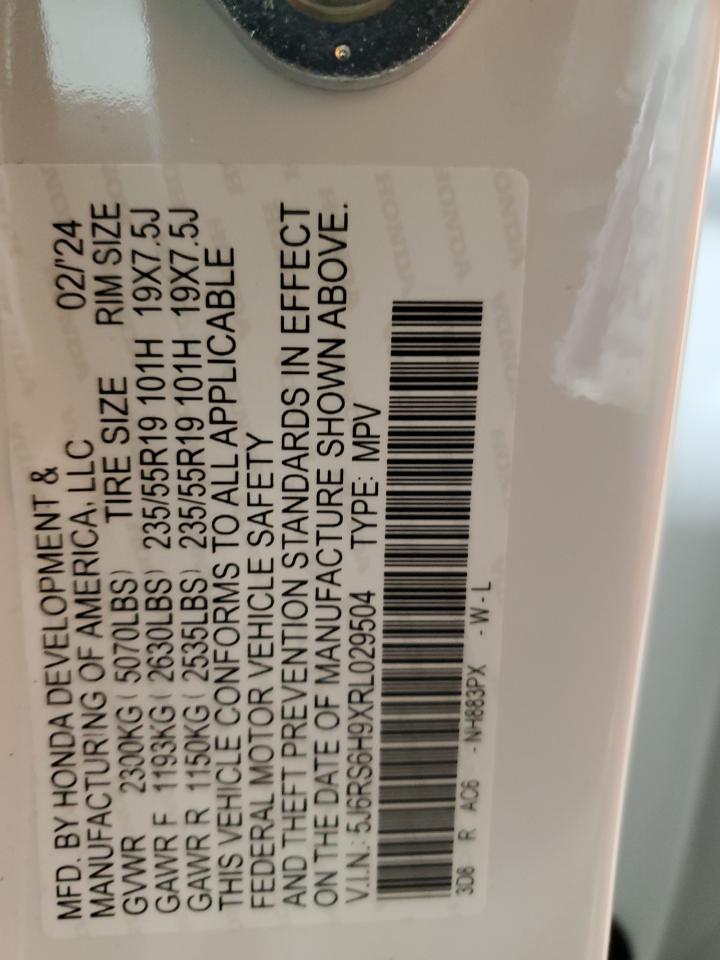 MFD. BY HONDA DEVELOPMENT &
MANUFACTURING OF AMERICA, LLC 02/'24
GVWR 2300KG ( 5070LBS) TIRE SIZE RIM SIZE
GAWR F 1193KG ( 2630LBS) 235/55R19 101H 19X7.5J
GAWR R 1150KG ( 2535LBS) 235/55R19 101H 19X7.5J
THIS VEHICLE CONFORMS TO ALL APPLICABLE
FEDERAL MOTOR VEHICLE SAFETY
AND THEFT PREVENTION STANDARDS IN EFFECT
ON THE DATE OF MANUFACTURE SHOWN ABOVE.
V.I.N.: 5J6RS6H9XRL029504 TYPE: MPV
3D8 R AC6 -NH883PX -W-L
HONDA